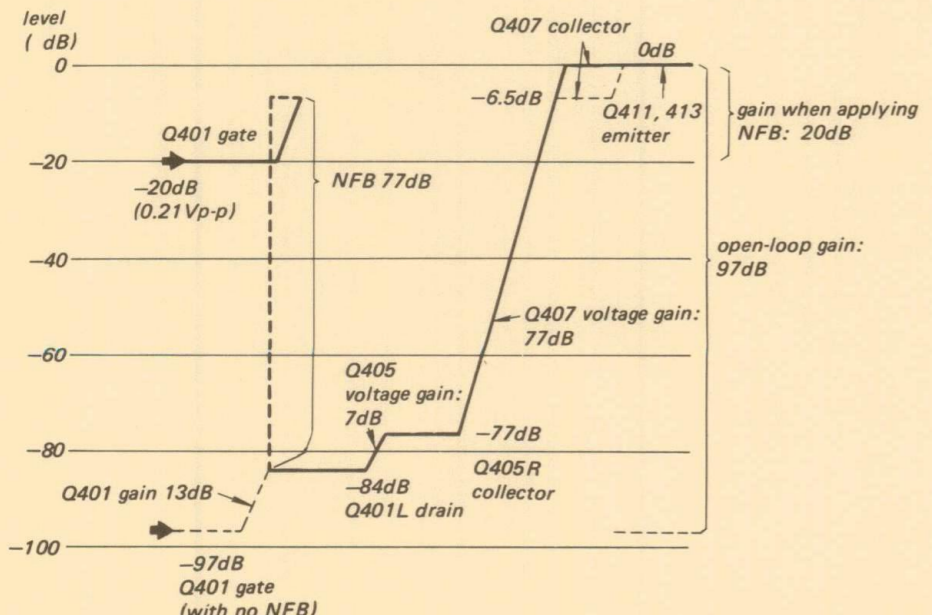 level
( dB)
0
−20
−40
−60
−80
−100
Q407 collector
0dB
−6.5dB
Q411, 413
emitter
gain when applying
NFB: 20dB
Q401 gate
−20dB
(0.21Vp-p)
NFB 77dB
open-loop gain:
97dB
Q407 voltage gain:
77dB
Q405
voltage gain:
7dB
−77dB
Q405R
collector
−84dB
Q401L drain
Q401 gain 13dB
−97dB
Q401 gate
(with no NFB)